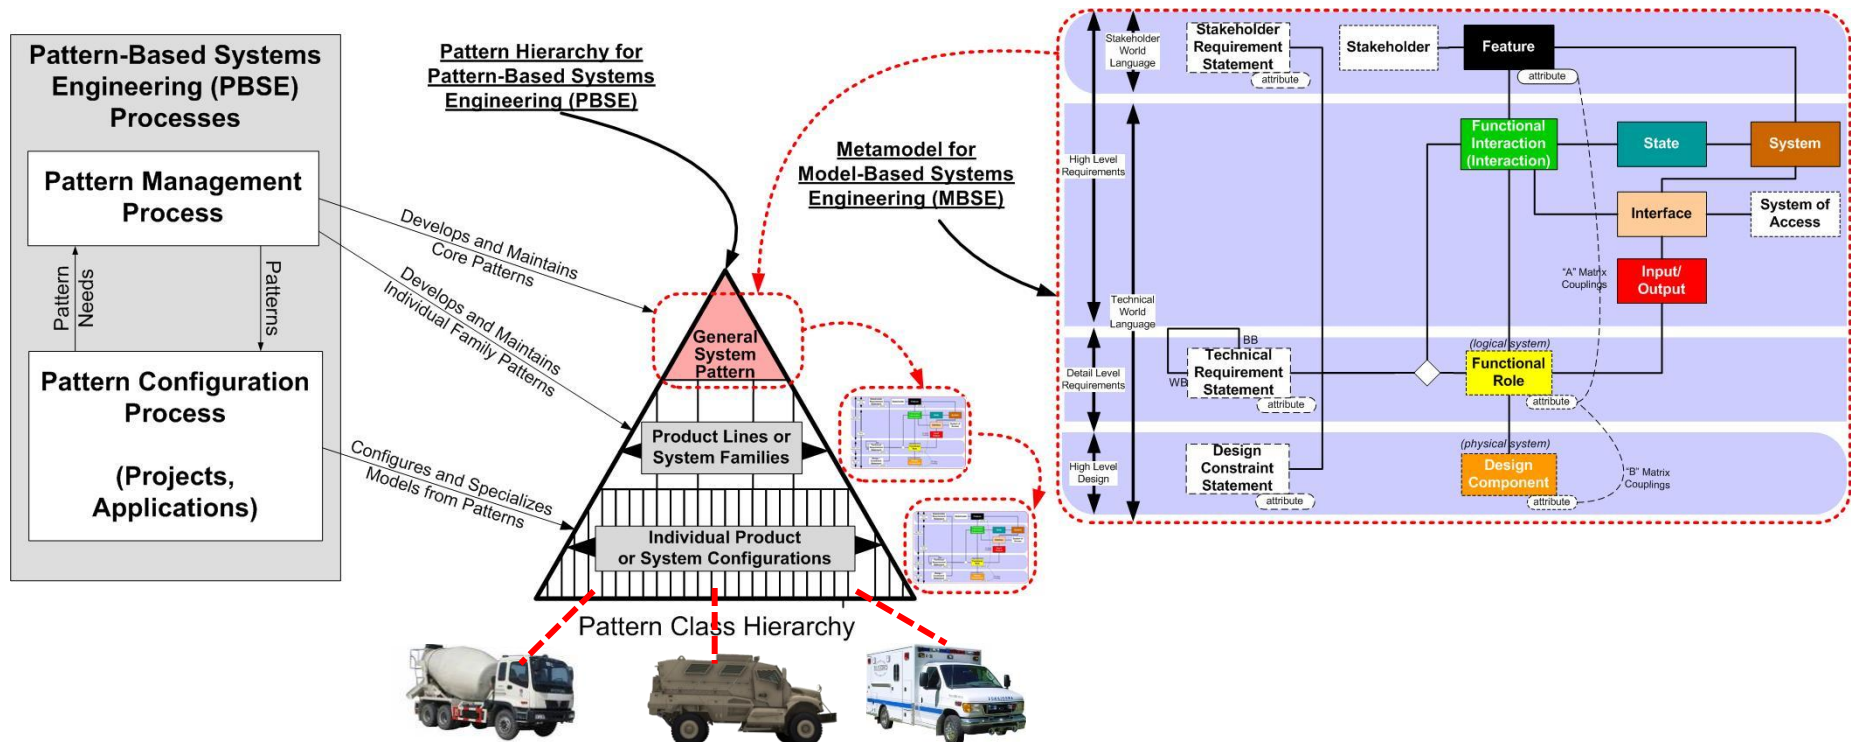 Pattern-Based Systems
Engineering (PBSE)
Processes
Pattern Management
Process
Pattern
Needs
Patterns
Pattern Configuration
Process
(Projects,
Applications)
Pattern Hierarchy for
Pattern-Based Systems
Engineering (PBSE)
Develops and Maintains
Core Patterns
Develops and Maintains
Individual Family Patterns
Configures and Specializes
Models from Patterns
General
System
Pattern
Product Lines or
System Families
Individual Product
or System Configurations
Pattern Class Hierarchy
Metamodel for
Model-Based Systems
Engineering (MBSE)
Stakeholder
World
Language
High Level
Requirements
Technical
World
Language
Detail Level
Requirements
High Level
Design
Stakeholder
Requirement
Statement
attribute
Stakeholder
Feature
attribute
Functional
Interaction
(Interaction)
State
System
Interface
System of
Access
"A" Matrix
Couplings
Input/
Output
BB
WB
Technical
Requirement
Statement
attribute
(logical system)
Functional
Role
attribute
Design
Constraint
Statement
attribute
(physical system)
Design
Component
attribute
"B" Matrix
Couplings